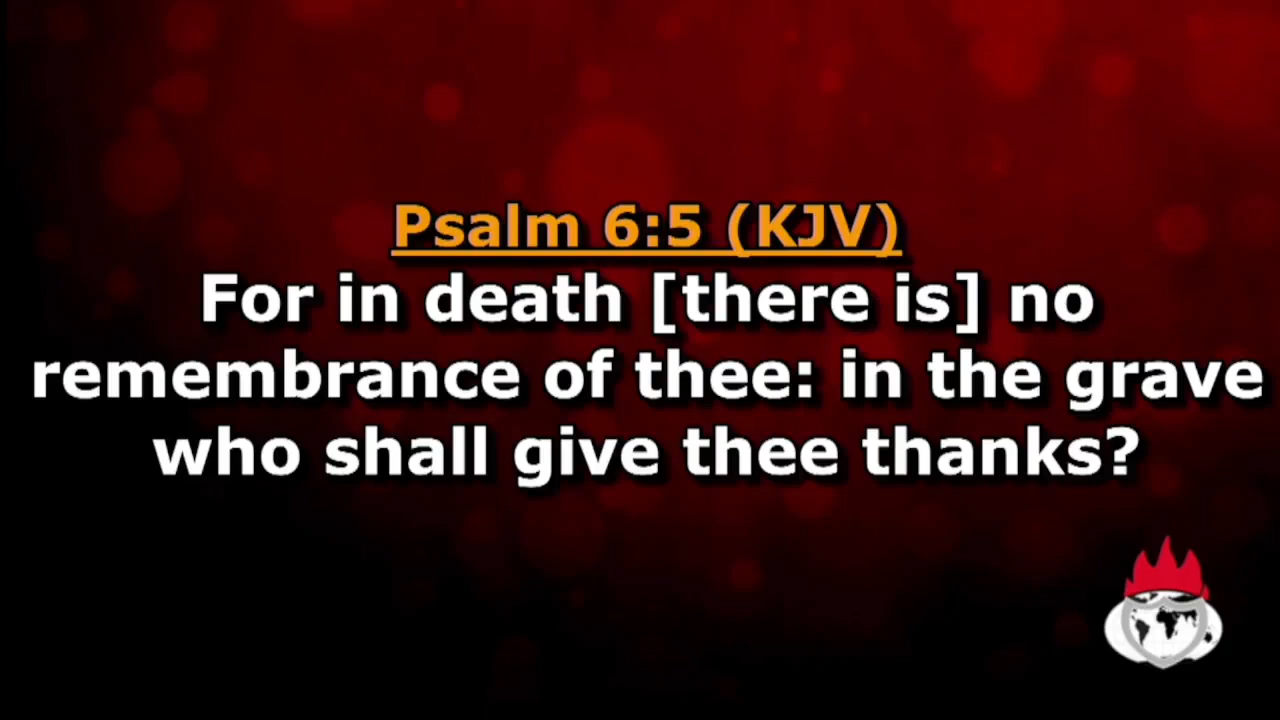 Psalm 6:5 (KJV)
For in death [there is] no
remembrance of thee: in the grave
who shall give thee thanks?